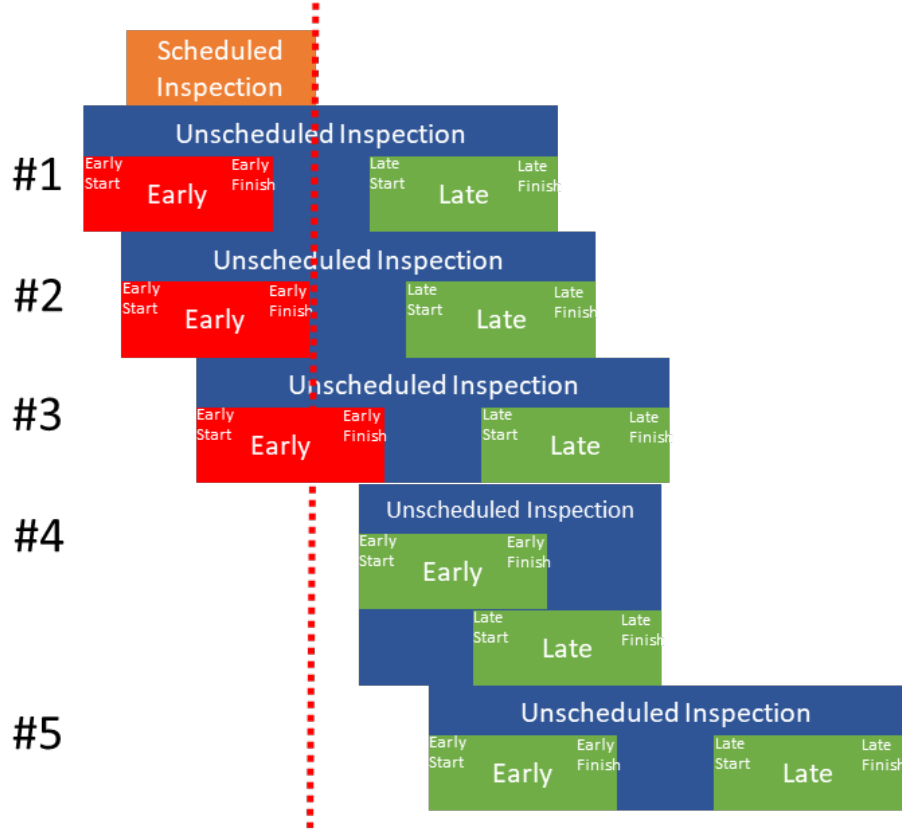 Scheduled
Inspection
Unscheduled Inspection
#1
Early
Start
Early
Early
Finish
Late
Start
Late
Late
Finish
Unscheduled Inspection
#2
Early
Start
Early
Early
Finish
Late
Start
Late
Late
Finish
Unscheduled Inspection
#3
Early
Start
Early
Early
Finish
Late
Start
Late
Late
Finish
Unscheduled Inspection
#4
Early
Start
Early
Early
Finish
Late
Start
Late
Late
Finish
Unscheduled Inspection
#5
Early
Start
Early
Early
Finish
Late
Start
Late
Late
Finish